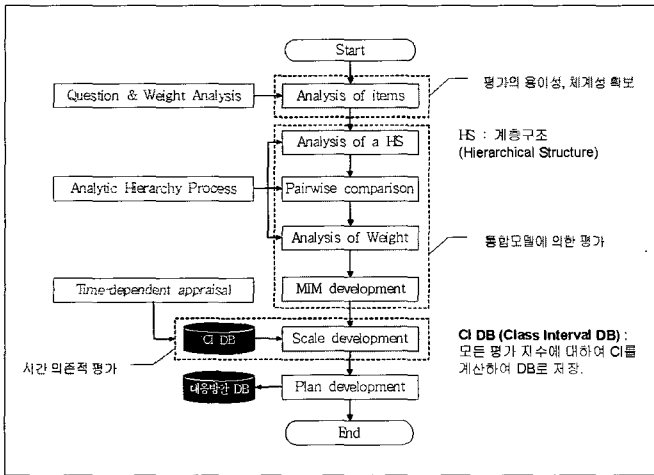 Start
Question & Weight Analysis
Analysis of items
평가의 용이성, 체계성 확보
Analysis of a HS
HS : 계층구조
(Hierarchical Structure)
Analytic Hierarchy Process
Pairwise comparison
Analysis of Weight
통합모델에 의한 평가
Time-dependent appraisal
MIM development
CI DB
Scale development
CI DB (Class Interval DB) :
모든 평가 지수에 대하여 CI를
계산하여 DB로 저장.
시간 의존적 평가
대응방안 DB
Plan development
End